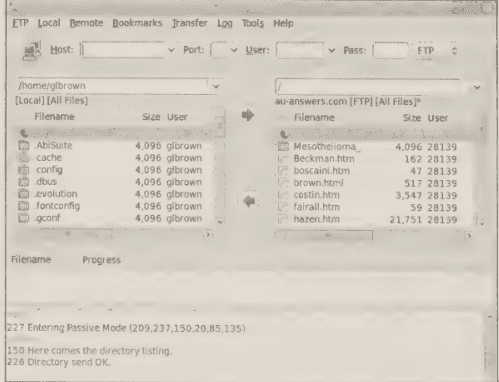 FTP Local Remote Bookmarks Transfer Log Tools Help
Host: Port: User: Pass: FTP
/home/glbrown /
[Local] [All Files] au-answers.com [FTP] [All Files]*
Filename Size User Filename Size User
.AbiSuite 4,096 glbrown Mesothelioma_ 4,096 28139
cache 4,096 glbrown Beckman.htm 162 28139
config 4,096 glbrown boscaini.htm 47 28139
.dbus 4,096 glbrown brown.html 517 28139
.evolution 4,096 glbrown costin.htm 3,547 28139
.fontconfig 4,096 glbrown fairall.htm 59 28139
.gconf 4,096 glbrown hazen.htm 21,751 28139
Filename Progress
227 Entering Passive Mode (209,237,150,20,85,135)
150 Here comes the directory listing.
226 Directory send OK.